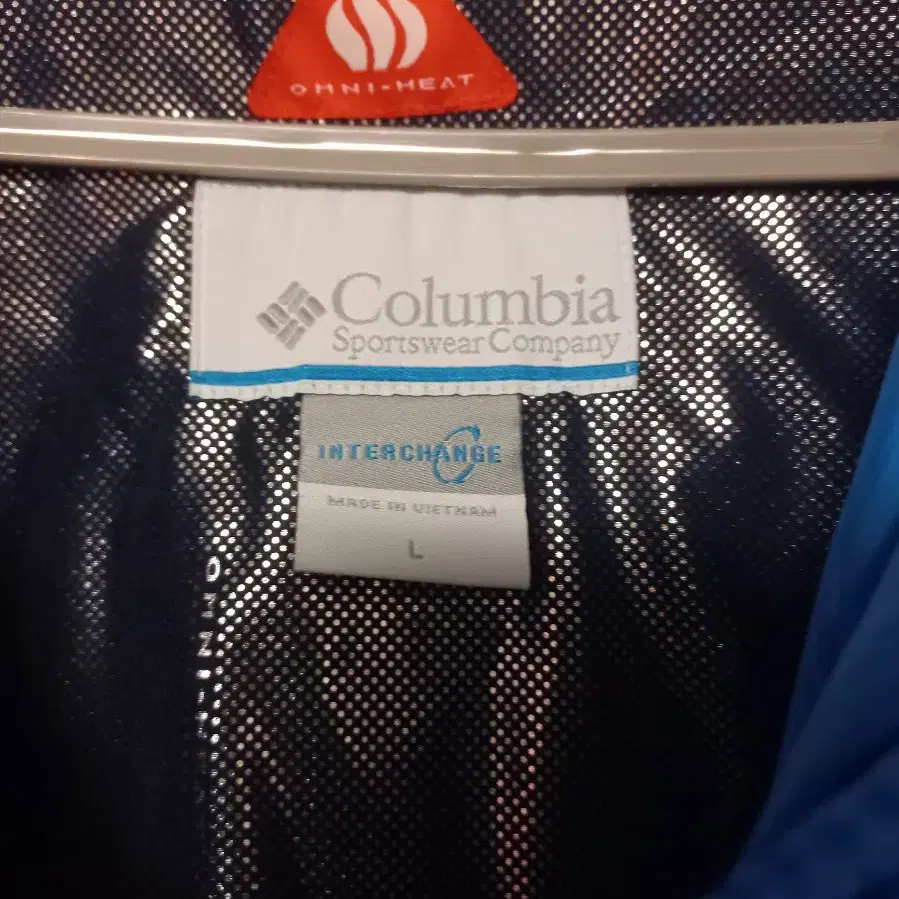 OMNI-HEAT
Columbia
Sportswear Company
INTERCHANGE
MADE IN VIETNAM
L